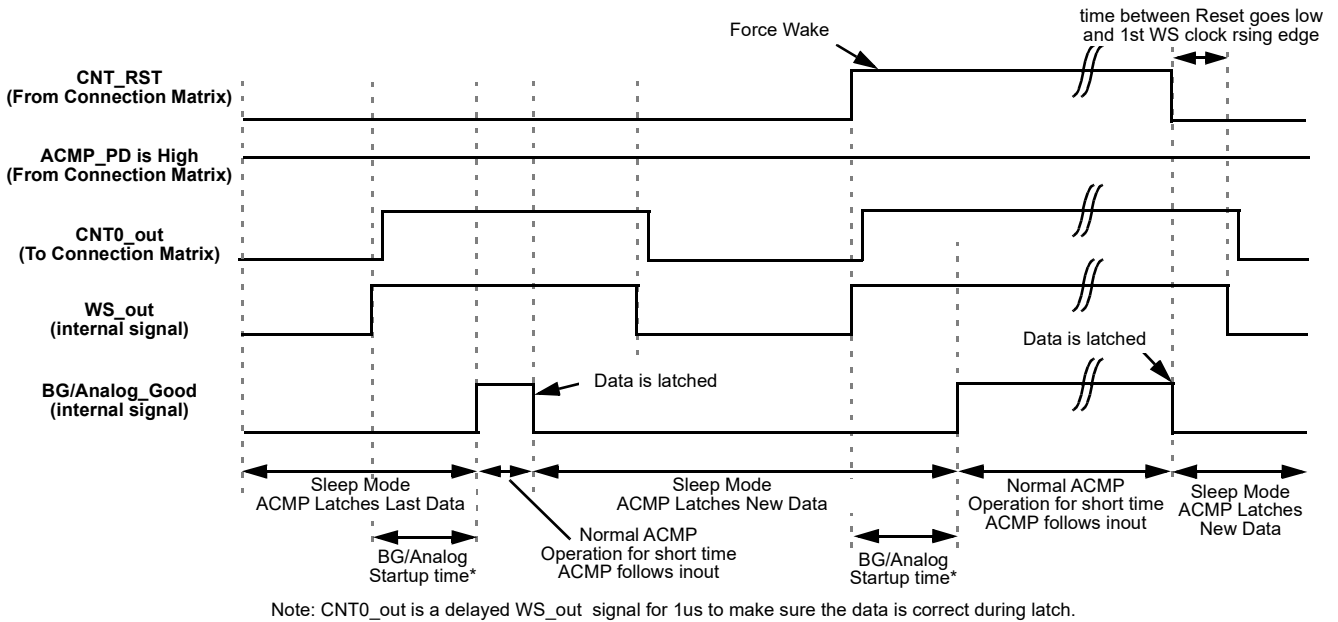 time between Reset goes low
and 1st WS clock rsing edge
Force Wake
CNT_RST
(From Connection Matrix)
ACMP_PD is High
(From Connection Matrix)
CNT0_out
(To Connection Matrix)
WS_out
(internal signal)
Data is latched
BG/Analog_Good
(internal signal)
Data is latched
Sleep Mode
ACMP Latches Last Data
Sleep Mode
ACMP Latches New Data
Normal ACMP
Operation for short time
ACMP follows inout
Sleep Mode
ACMP Latches
New Data
Normal ACMP
Operation for short time
ACMP follows inout
BG/Analog
Startup time*
BG/Analog
Startup time*
Note: CNT0_out is a delayed WS_out signal for 1us to make sure the data is correct during latch.